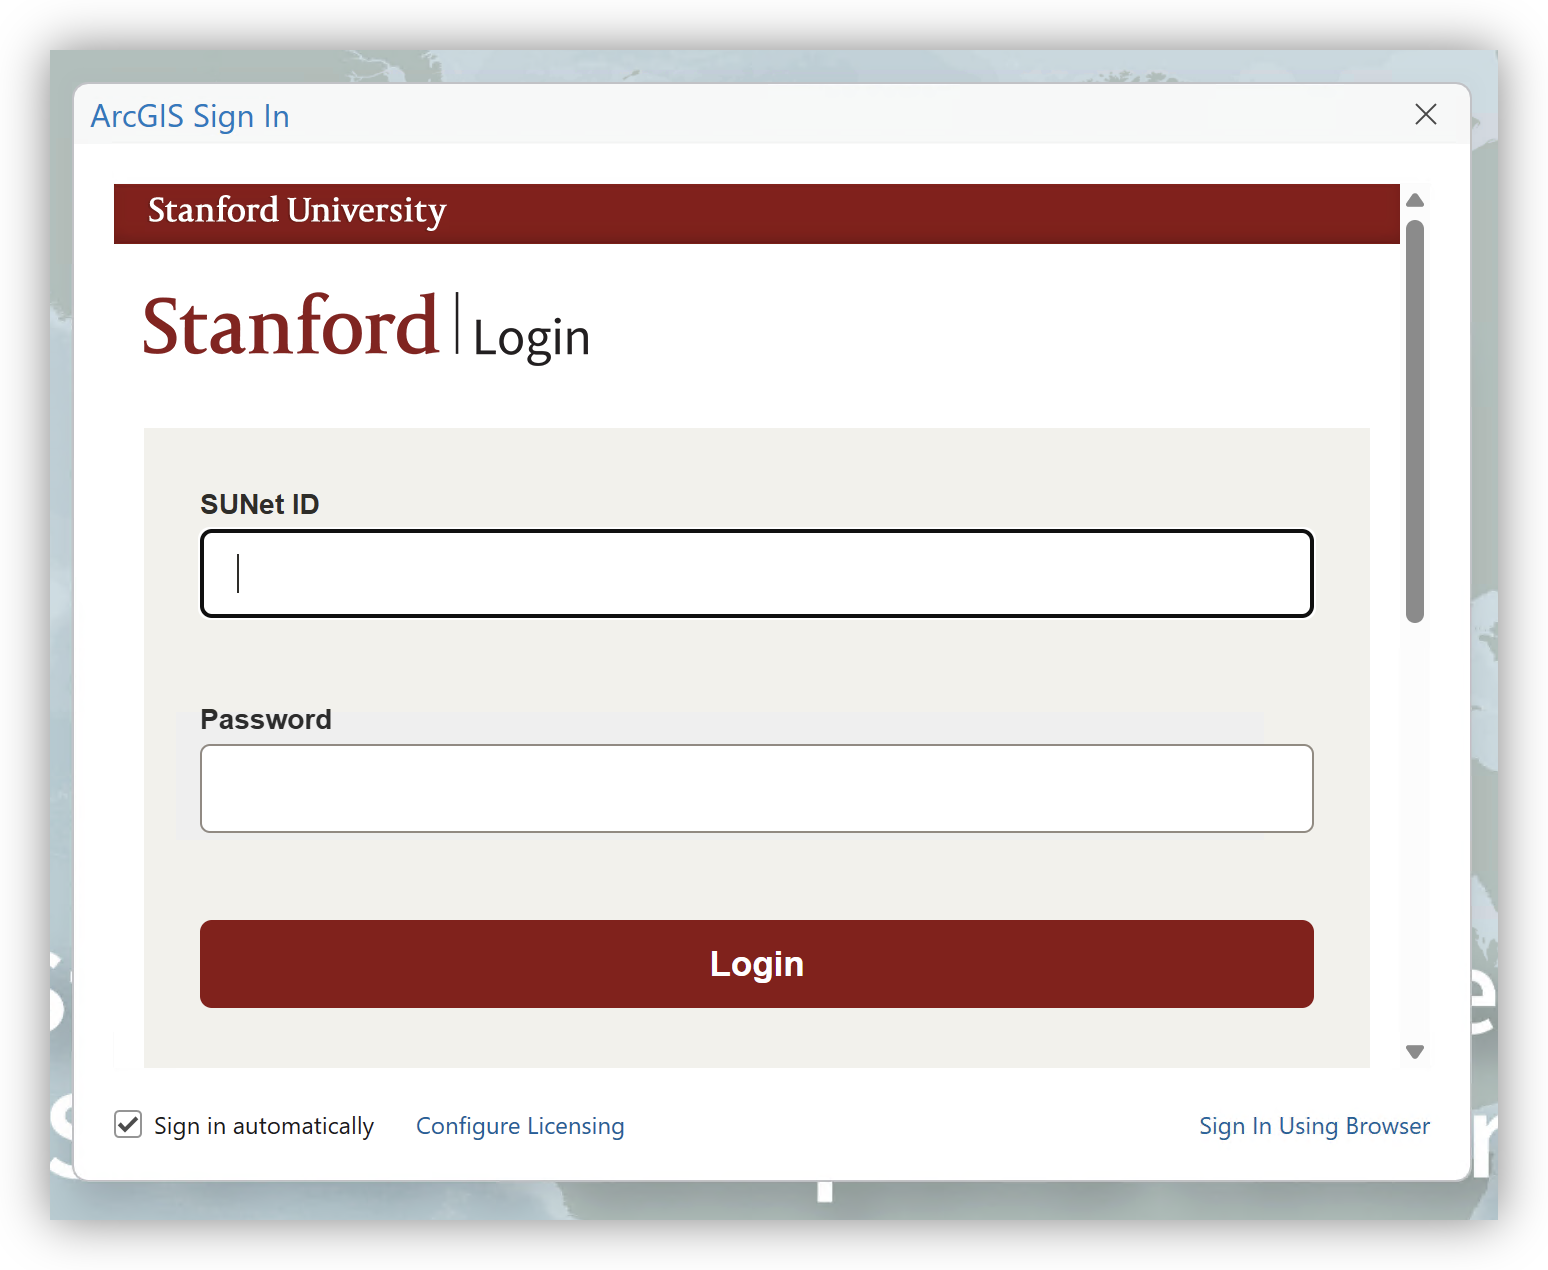 ArcGIS Sign In
Stanford University
Stanford | Login
SUNet ID
Password
Login
Sign in automatically
Configure Licensing
Sign In Using Browser